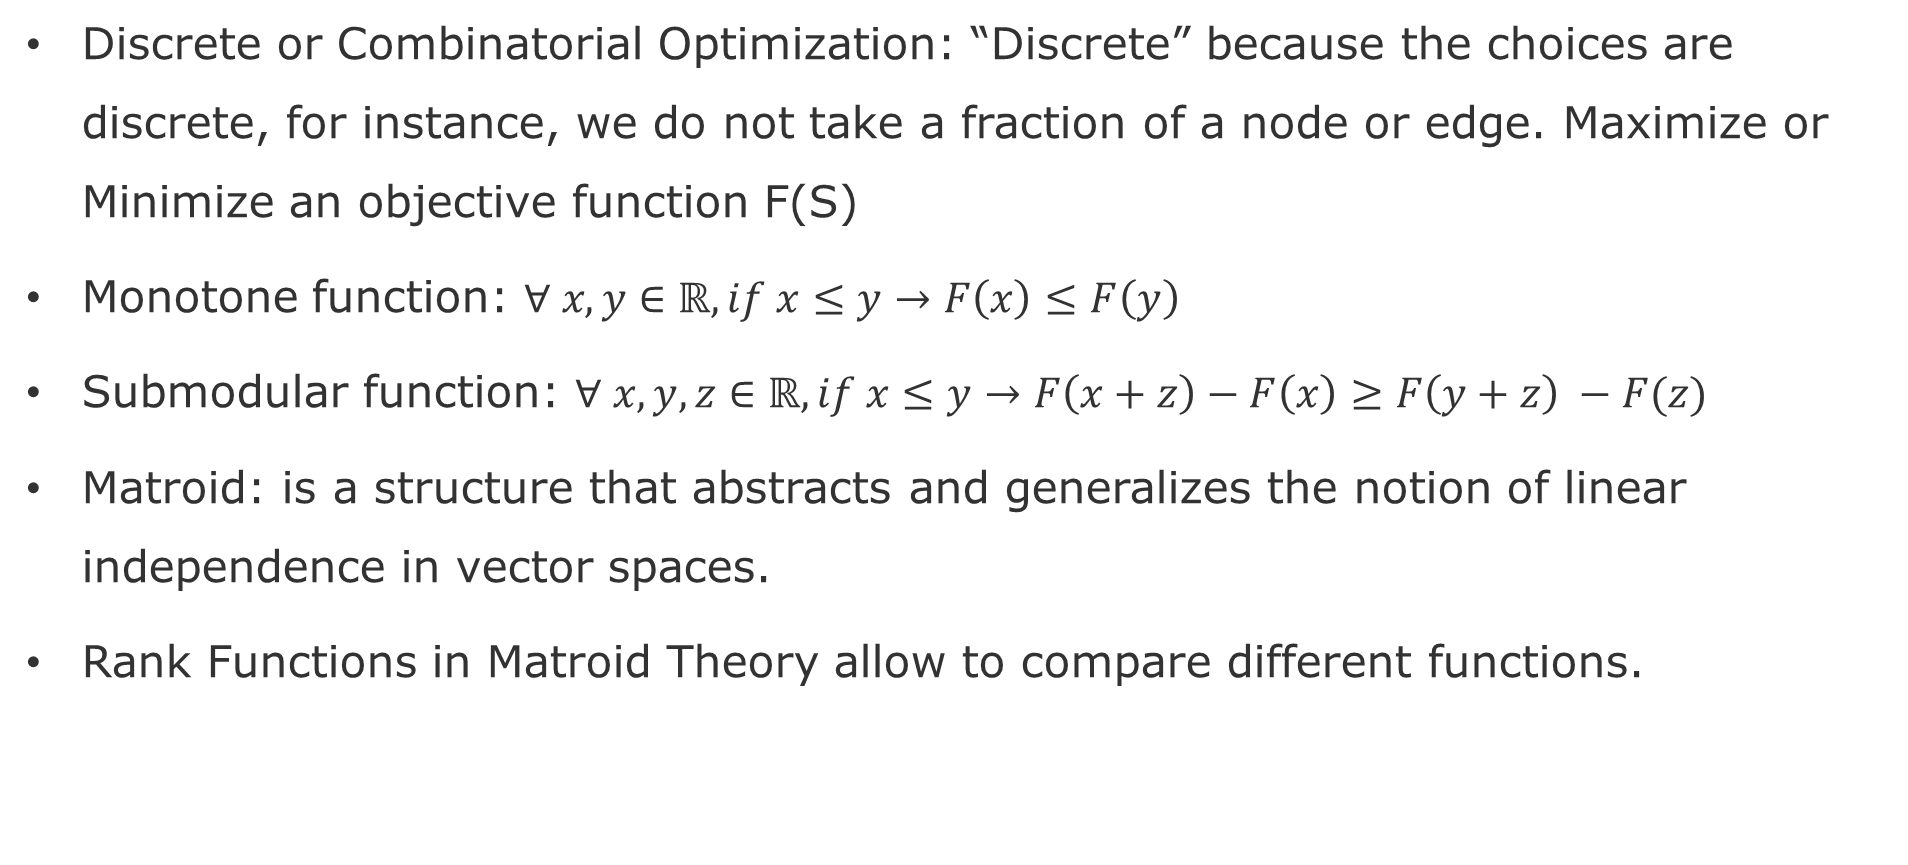 • Discrete or Combinatorial Optimization: “Discrete” because the choices are
discrete, for instance, we do not take a fraction of a node or edge. Maximize or
Minimize an objective function F(S)
• Monotone function: ∀ x, y ∈ ℝ, if x ≤ y → F(x) ≤ F(y)
• Submodular function: ∀ x, y, z ∈ ℝ, if x ≤ y → F(x + z) − F(x) ≥ F(y + z) − F(z)
• Matroid: is a structure that abstracts and generalizes the notion of linear
independence in vector spaces.
• Rank Functions in Matroid Theory allow to compare different functions.